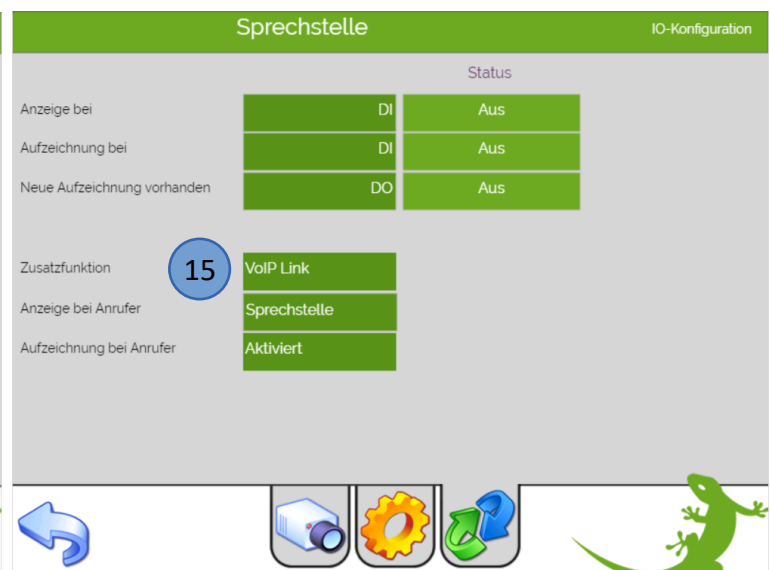 Sprechstelle IO-Konfiguration
Status
Anzeige bei DI Aus
Aufzeichnung bei DI Aus
Neue Aufzeichnung vorhanden DO Aus
Zusatzfunktion 15 VoIP Link
Anzeige bei Anrufer Sprechstelle
Aufzeichnung bei Anrufer Aktiviert